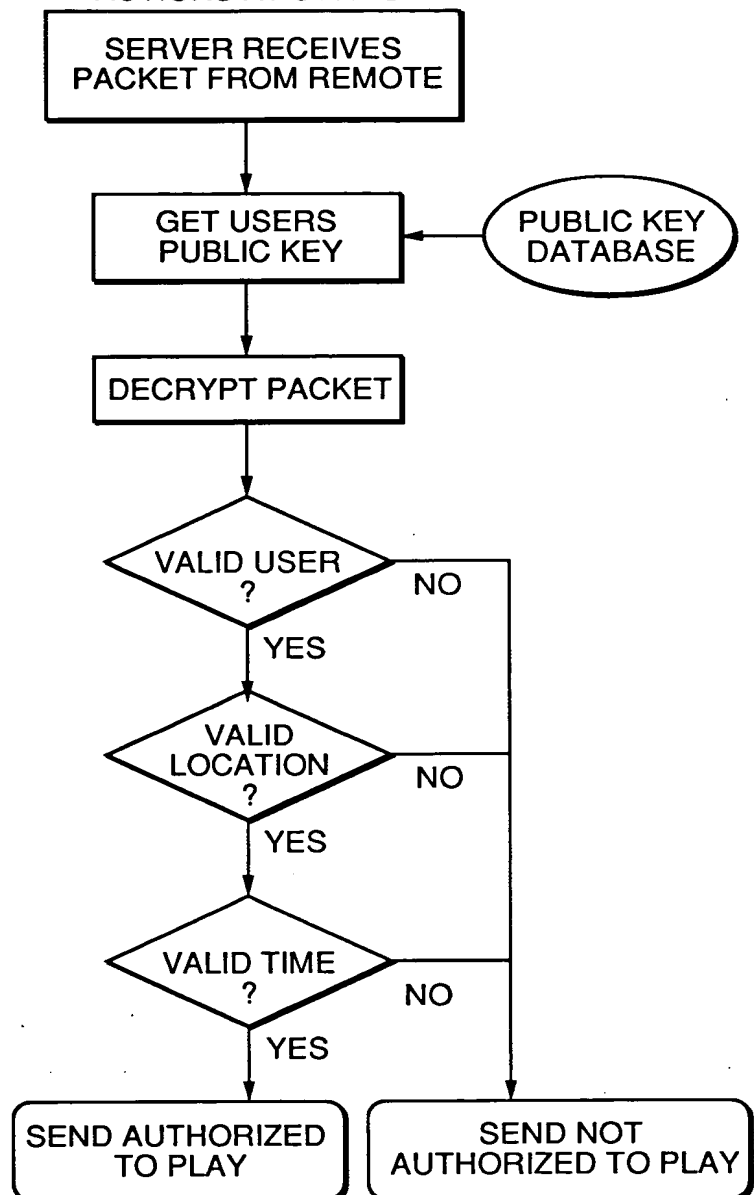 SERVER RECEIVES
PACKET FROM REMOTE
GET USERS
PUBLIC KEY
PUBLIC KEY
DATABASE
DECRYPT PACKET
VALID USER
?
NO
YES
VALID
LOCATION
?
NO
YES
VALID TIME
?
NO
YES
SEND AUTHORIZED
TO PLAY
SEND NOT
AUTHORIZED TO PLAY